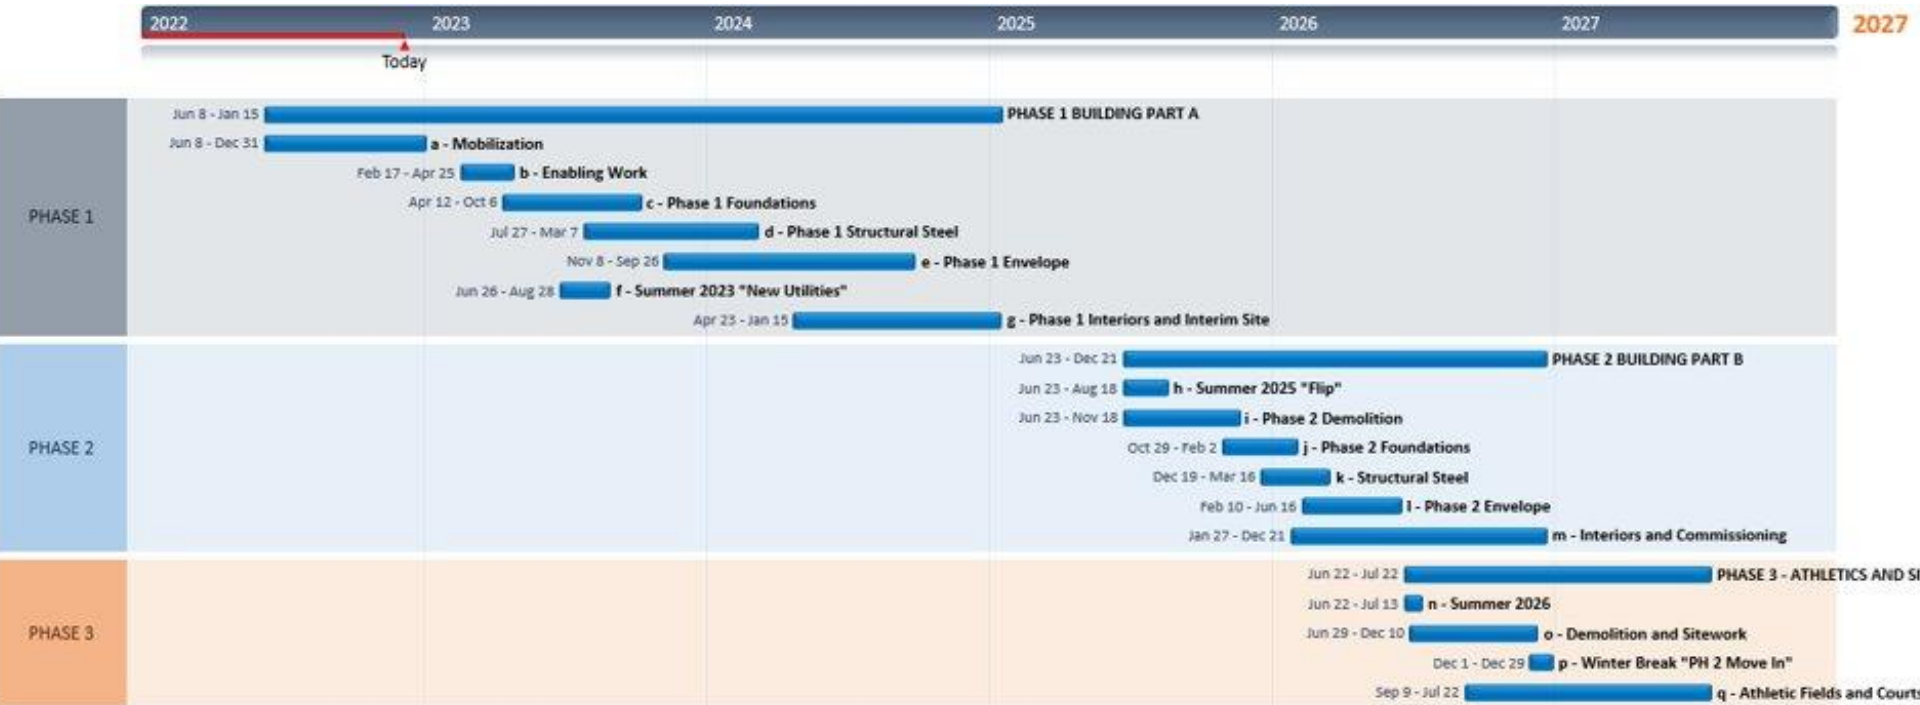 2022 2023 2024 2025 2026 2027 2027
Today
PHASE 1
Jun 8 - Jan 15 PHASE 1 BUILDING PART A
Jun 8 - Dec 31 a - Mobilization
Feb 17 - Apr 25 b - Enabling Work
Apr 12 - Oct 6 c - Phase 1 Foundations
Jul 27 - Mar 7 d - Phase 1 Structural Steel
Nov 8 - Sep 26 e - Phase 1 Envelope
Jun 26 - Aug 28 f - Summer 2023 "New Utilities"
Apr 23 - Jan 15 g - Phase 1 Interiors and Interim Site
PHASE 2
Jun 23 - Dec 21 PHASE 2 BUILDING PART B
Jun 23 - Aug 18 h - Summer 2025 "Flip"
Jun 23 - Nov 18 i - Phase 2 Demolition
Oct 29 - Feb 2 j - Phase 2 Foundations
Dec 19 - Mar 16 k - Structural Steel
Feb 10 - Jun 16 l - Phase 2 Envelope
Jan 27 - Dec 21 m - Interiors and Commissioning
PHASE 3
Jun 22 - Jul 22 PHASE 3 - ATHLETICS AND SI
Jun 22 - Jul 13 n - Summer 2026
Jun 29 - Dec 10 o - Demolition and Sitework
Dec 1 - Dec 29 p - Winter Break "PH 2 Move In"
Sep 9 - Jul 22 q - Athletic Fields and Courts